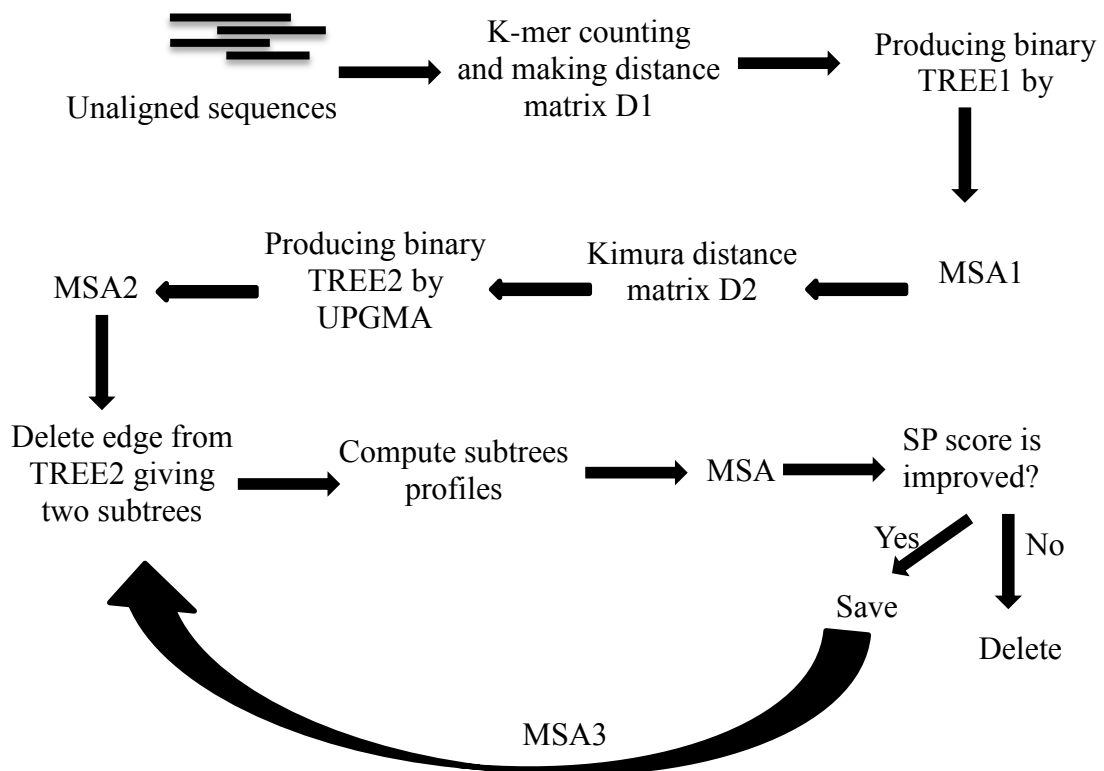 Unaligned sequences
K-mer counting
and making distance
matrix D1
Producing binary
TREE1 by
MSA1
Kimura distance
matrix D2
Producing binary
TREE2 by
UPGMA
MSA2
Delete edge from
TREE2 giving
two subtrees
Compute subtrees
profiles
MSA
SP score is
improved?
Yes
No
Save
Delete
MSA3